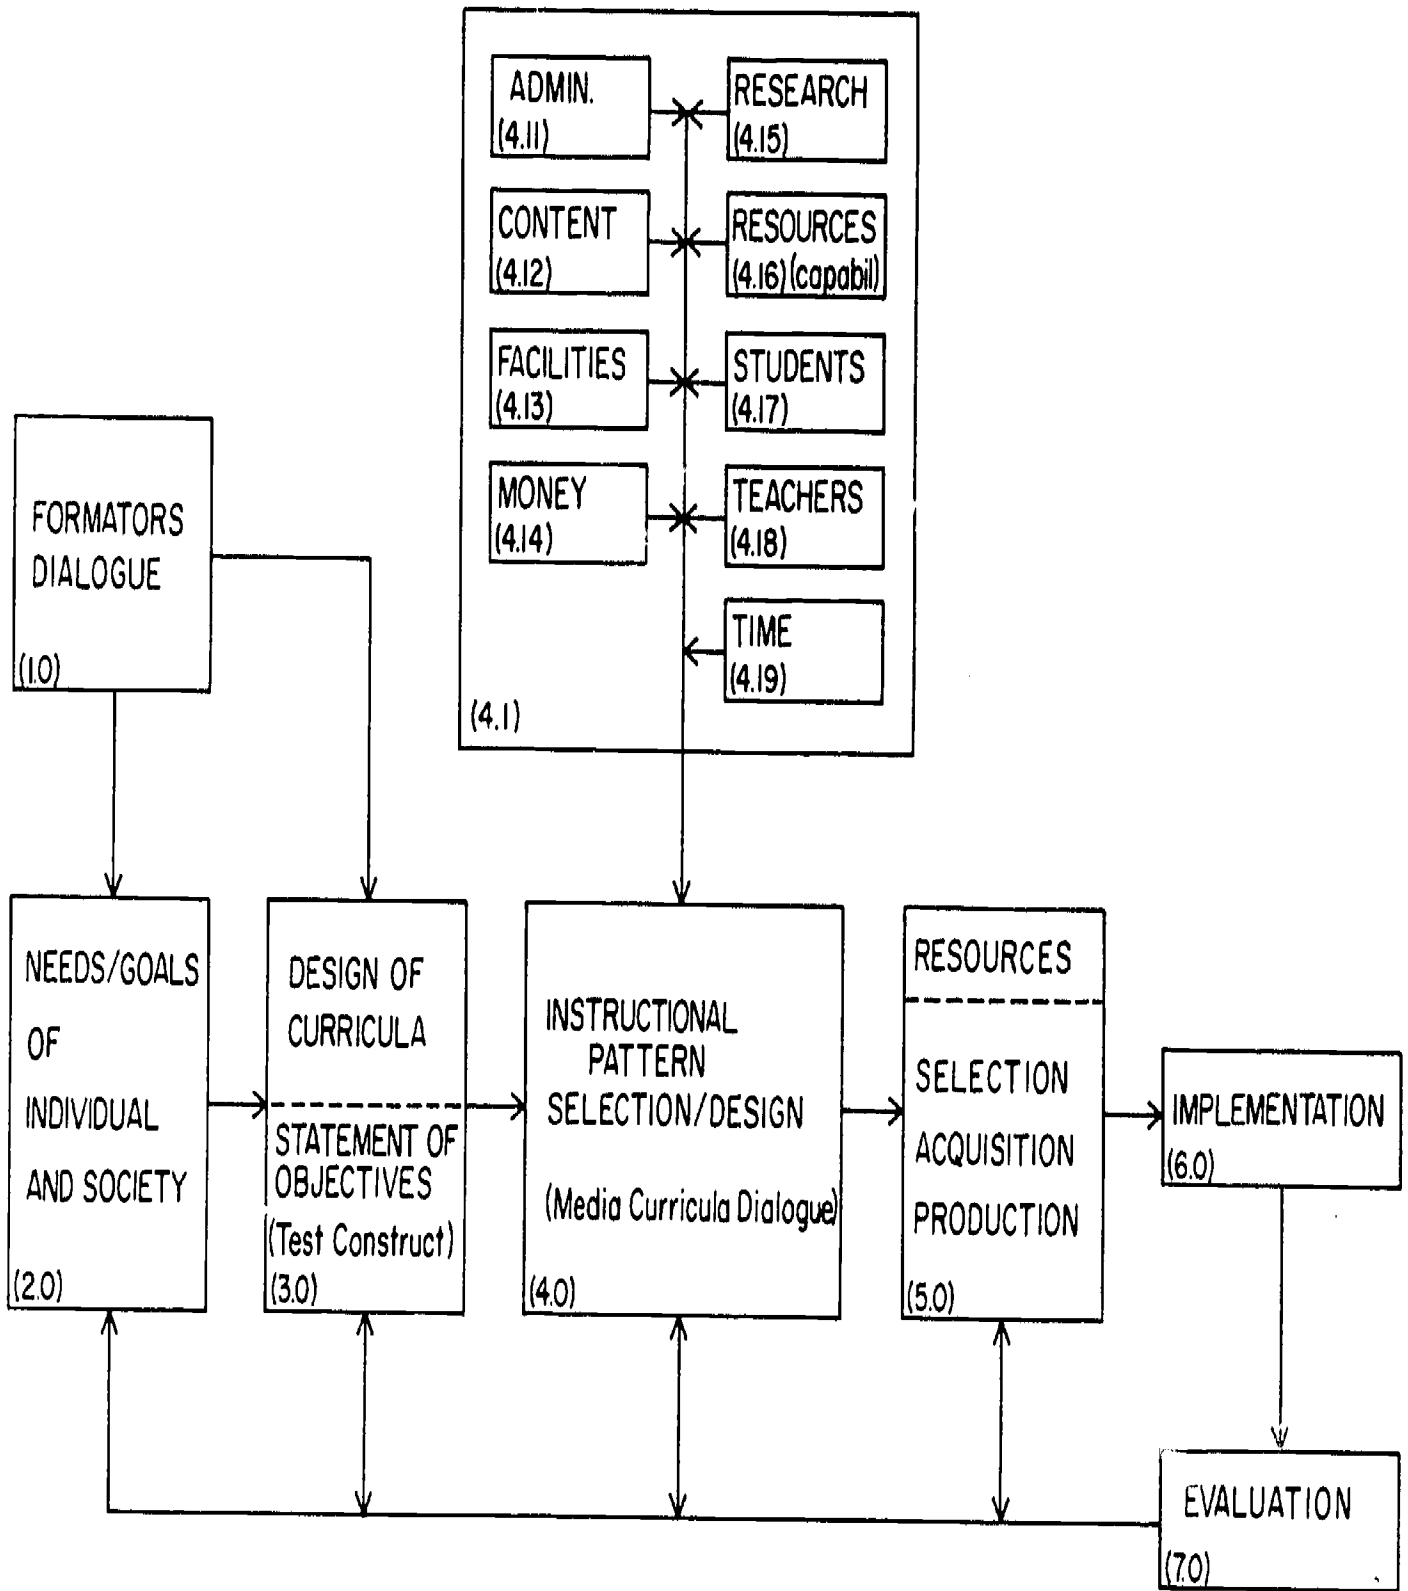 ADMIN.
(4.11)
RESEARCH
(4.15)
CONTENT
(4.12)
RESOURCES
(4.16)(capabil)
FACILITIES
(4.13)
STUDENTS
(4.17)
MONEY
(4.14)
TEACHERS
(4.18)
TIME
(4.19)
(4.1)
FORMATORS
DIALOGUE
(1.0)
NEEDS/GOALS
OF
INDIVIDUAL
AND SOCIETY
(2.0)
DESIGN OF
CURRICULA
STATEMENT OF
OBJECTIVES
(Test Construct)
(3.0)
INSTRUCTIONAL
PATTERN
SELECTION/DESIGN
(Media Curricula Dialogue)
(4.0)
RESOURCES
SELECTION
ACQUISITION
PRODUCTION
(5.0)
IMPLEMENTATION
(6.0)
EVALUATION
(7.0)